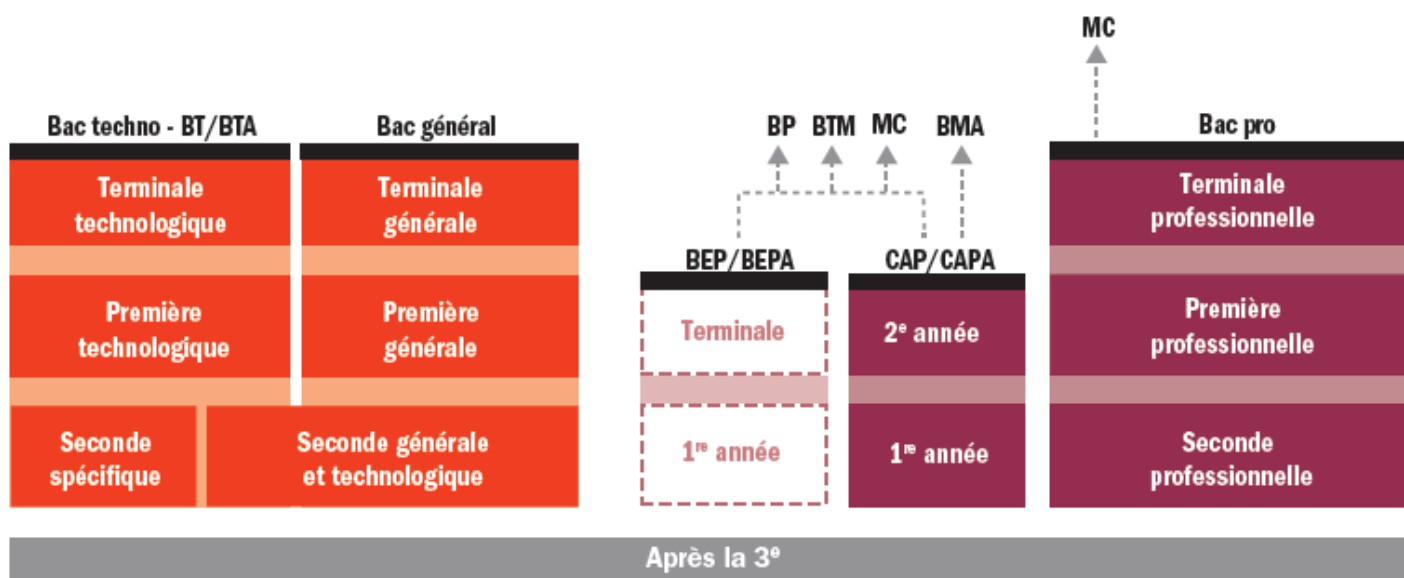 MC
Bac techno - BT/BTA
Bac général
BP
BTM
MC
BMA
Bac pro
Terminale
technologique
Terminale
générale
BEP/BEPA
CAP/CAPA
Terminale
professionnelle
Première
technologique
Première
générale
Terminale
2e année
Première
professionnelle
Seconde
spécifique
Seconde générale
et technologique
1re année
1re année
Seconde
professionnelle
Après la 3e